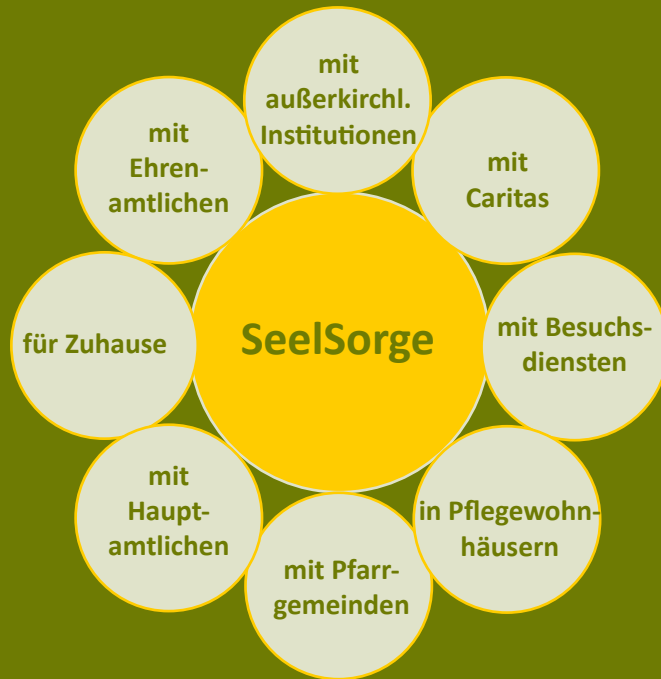 mit
außerkirchl.
Institutionen
mit
Caritas
mit Besuchs-
diensten
in Pflegewohn-
häusern
mit Pfarr-
gemeinden
mit
Haupt-
amtlichen
für Zuhause
mit
Ehren-
amtlichen
SeelSorge